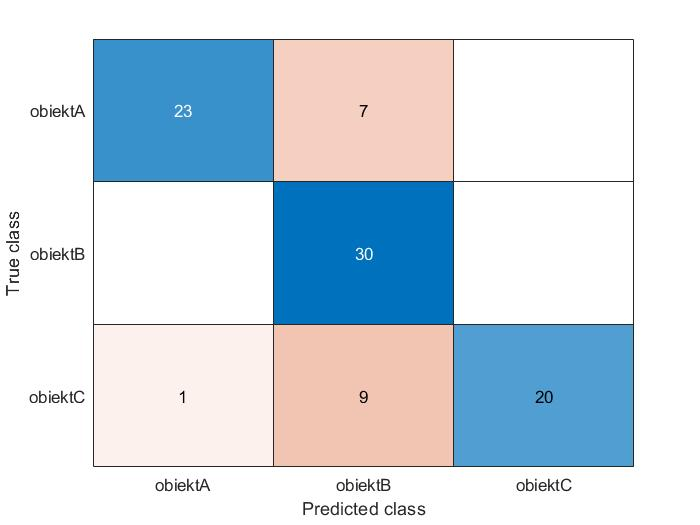 True class
obiektA
23
7
obiektB
30
obiektC
1
9
20
obiektA
obiektB
obiektC
Predicted class